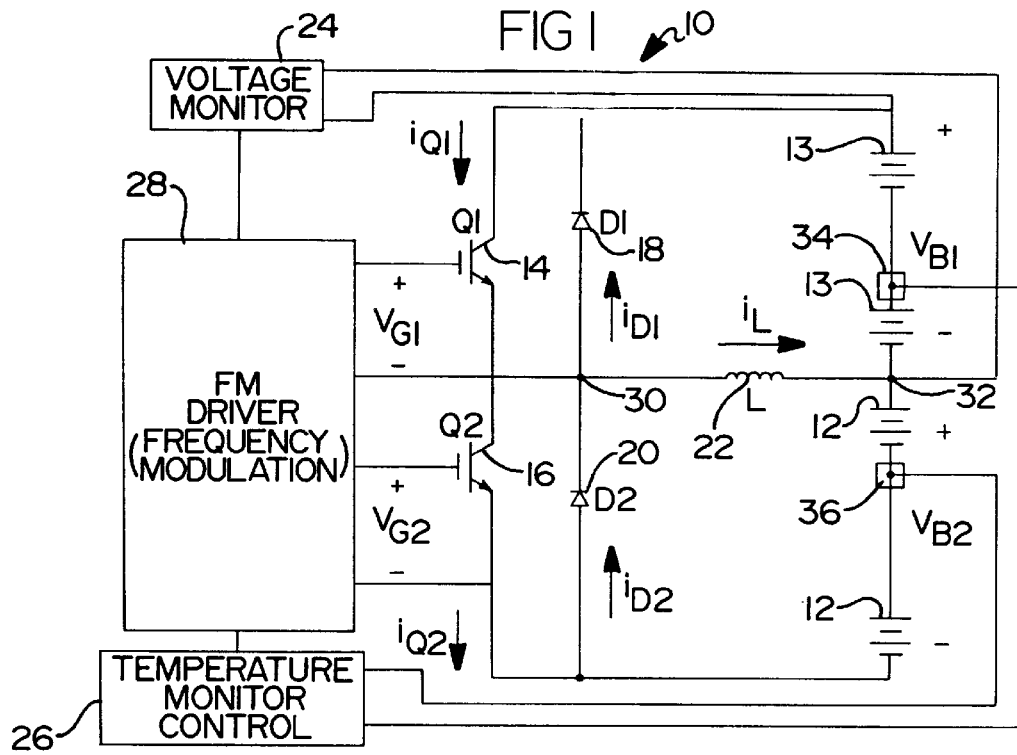 FIG 1
10
24
VOLTAGE
MONITOR
iQ1
13
+
28
Q1
14
D1
18
34
VB1
+
VG1
-
iD1
iL
13
-
FM
DRIVER
(FREQUENCY
MODULATION)
30
L
22
32
Q2
16
20
D2
12
+
36
VB2
+
VG2
-
iQ2
iD2
12
-
TEMPERATURE
MONITOR
CONTROL
26